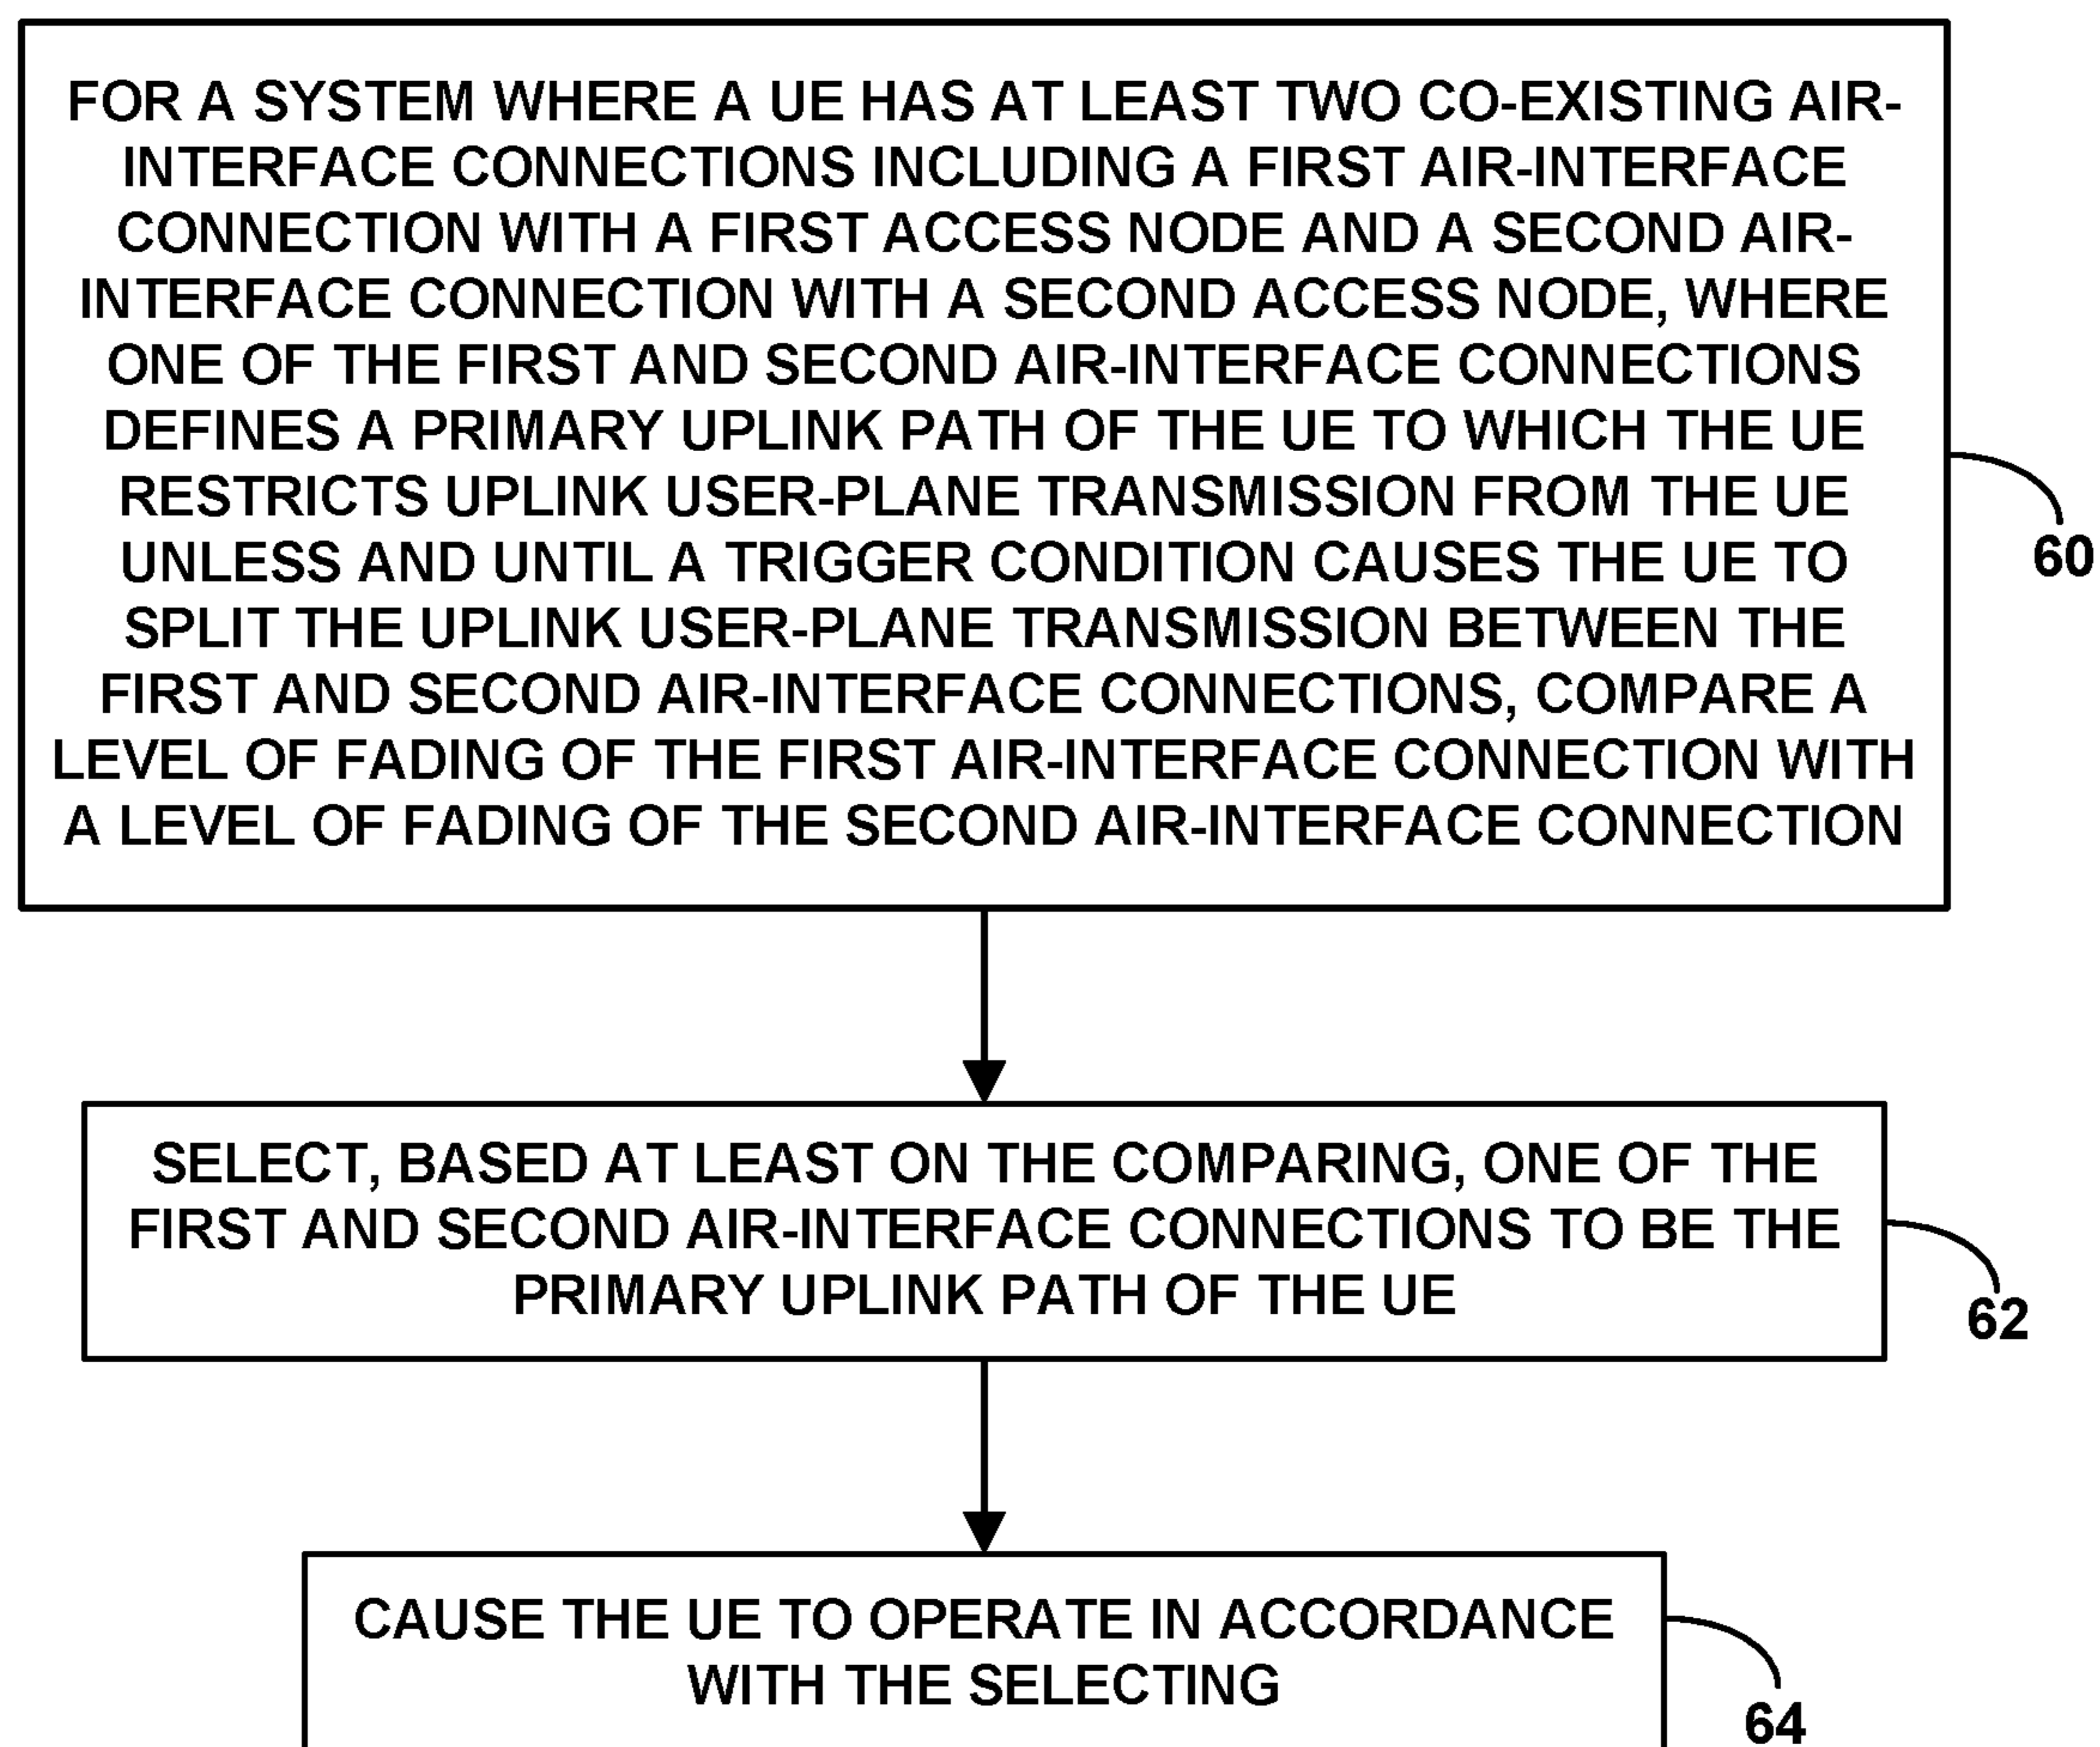 FOR A SYSTEM WHERE A UE HAS AT LEAST TWO CO-EXISTING AIR-
INTERFACE CONNECTIONS INCLUDING A FIRST AIR-INTERFACE
CONNECTION WITH A FIRST ACCESS NODE AND A SECOND AIR-
INTERFACE CONNECTION WITH A SECOND ACCESS NODE, WHERE
ONE OF THE FIRST AND SECOND AIR-INTERFACE CONNECTIONS
DEFINES A PRIMARY UPLINK PATH OF THE UE TO WHICH THE UE
RESTRICTS UPLINK USER-PLANE TRANSMISSION FROM THE UE
UNLESS AND UNTIL A TRIGGER CONDITION CAUSES THE UE TO
SPLIT THE UPLINK USER-PLANE TRANSMISSION BETWEEN THE
FIRST AND SECOND AIR-INTERFACE CONNECTIONS, COMPARE A
LEVEL OF FADING OF THE FIRST AIR-INTERFACE CONNECTION WITH
A LEVEL OF FADING OF THE SECOND AIR-INTERFACE CONNECTION
60
SELECT, BASED AT LEAST ON THE COMPARING, ONE OF THE
FIRST AND SECOND AIR-INTERFACE CONNECTIONS TO BE THE
PRIMARY UPLINK PATH OF THE UE
62
CAUSE THE UE TO OPERATE IN ACCORDANCE
WITH THE SELECTING
64